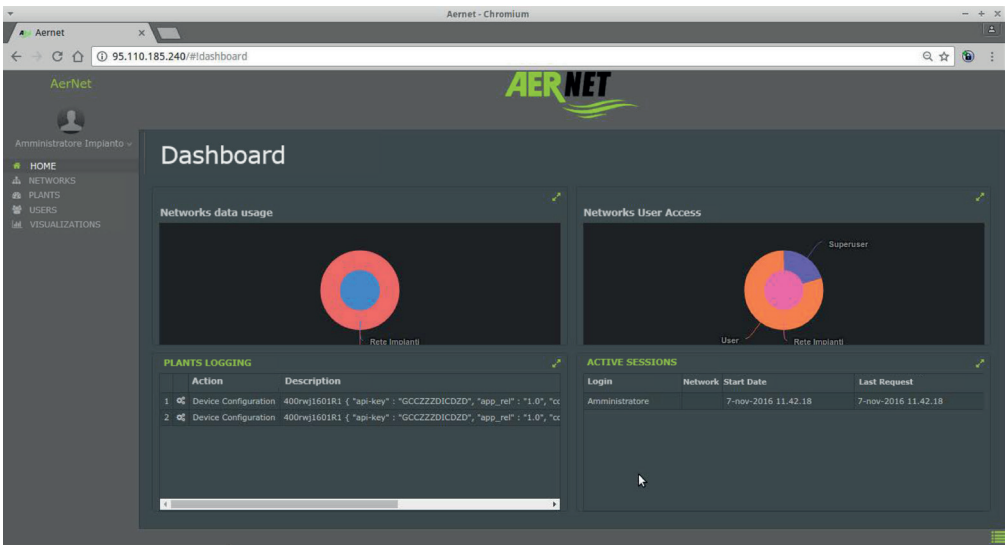 Aernet - Chromium
Aernet
95.110.185.240/#!dashboard
AerNet
AERNET
Amministratore Impianto
HOME
NETWORKS
PLANTS
USERS
VISUALIZATIONS
Dashboard
Networks data usage
Rete Impianti
Networks User Access
Superuser
User
Rete Impianti
PLANTS LOGGING
Action Description
1 Device Configuration 400rwj1601R1 { "api-key" : "GCCZZZDICDZD", "app_rel" : "1.0", "cc
2 Device Configuration 400rwj1601R1 { "api-key" : "GCCZZZDICDZD", "app_rel" : "1.0", "cc
ACTIVE SESSIONS
Login Network Start Date Last Request
Amministratore 7-nov-2016 11.42.18 7-nov-2016 11.42.18